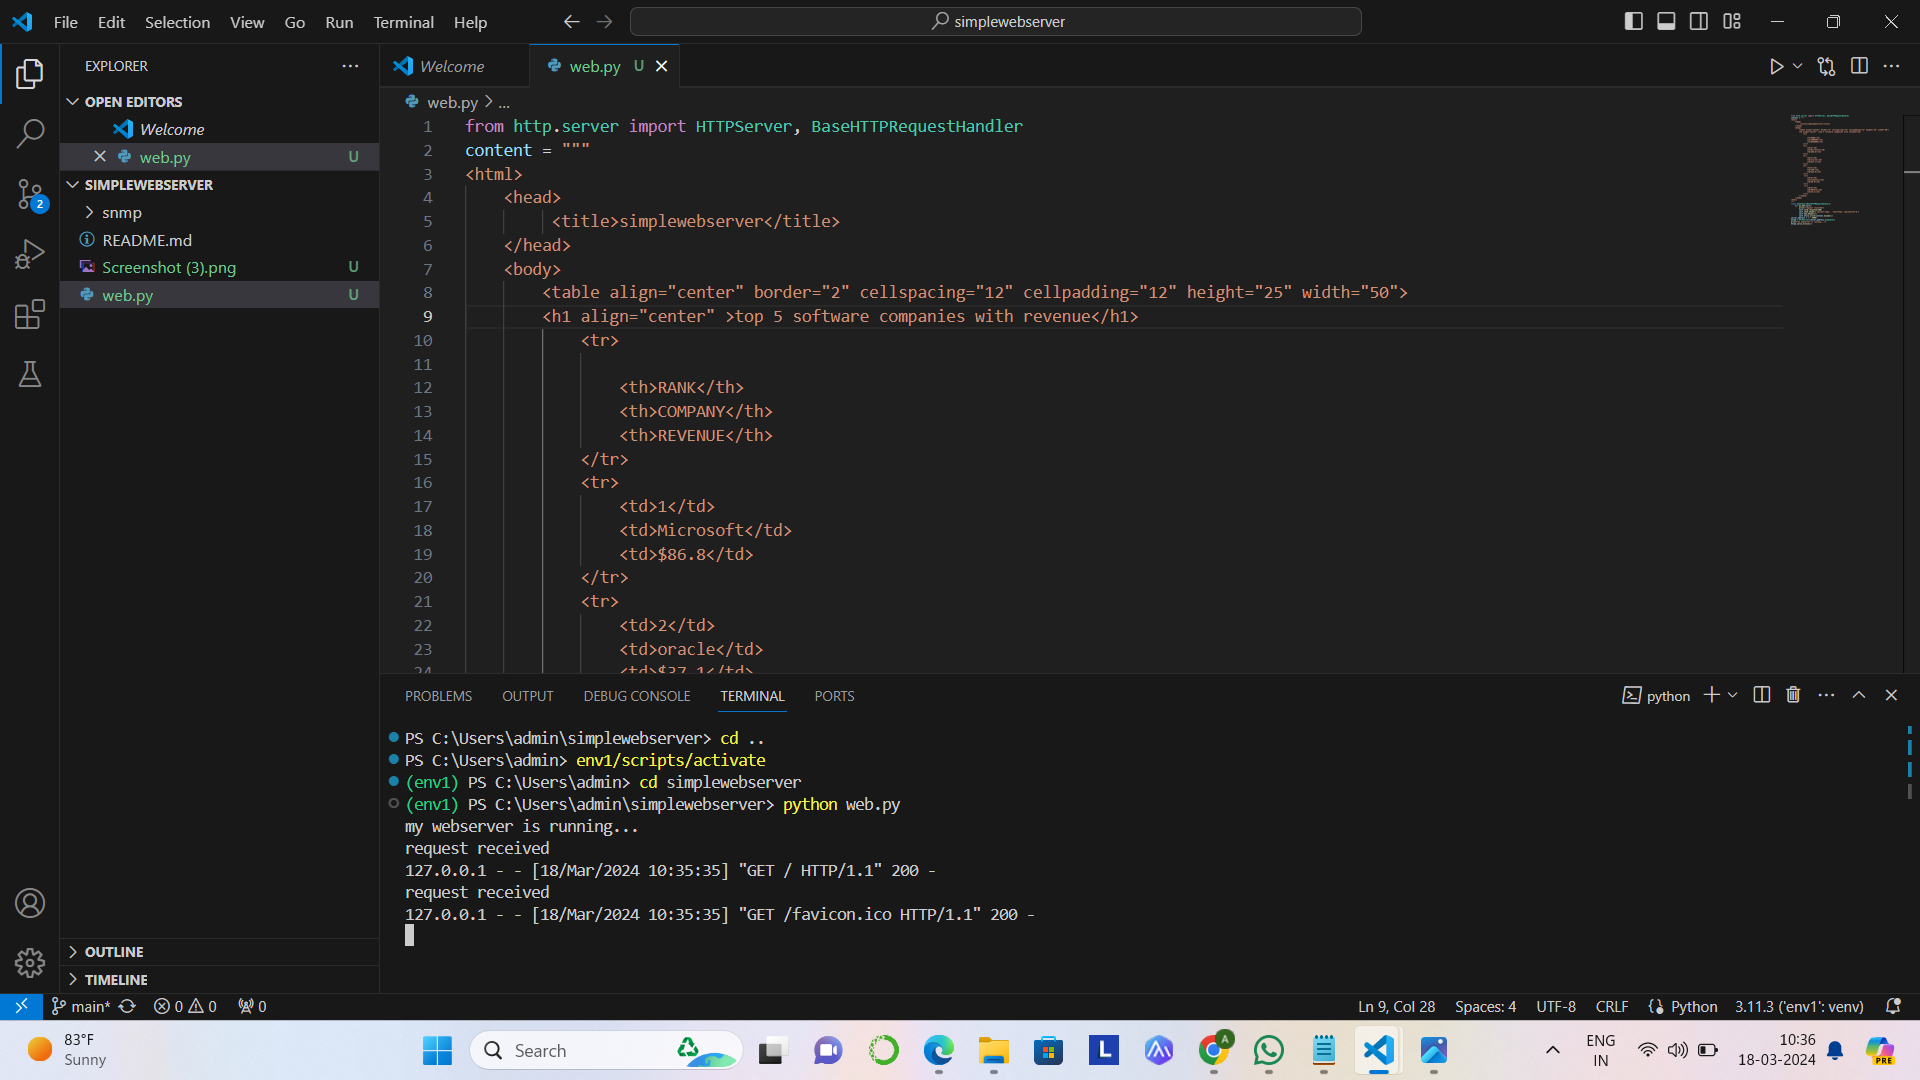 File Edit Selection View Go Run Terminal Help
simplewebserver
EXPLORER
OPEN EDITORS
Welcome
web.py U
SIMPLEWEBSERVER
snmp
README.md
Screenshot (3).png U
web.py U
OUTLINE
TIMELINE
2
Welcome
web.py U
web.py > ...
1 from http.server import HTTPServer, BaseHTTPRequestHandler
2 content = """
3 <html>
4 <head>
5 <title>simplewebserver</title>
6 </head>
7 <body>
8 <table align="center" border="2" cellspacing="12" cellpadding="12" height="25" width="50">
9 <h1 align="center" >top 5 software companies with revenue</h1>
10 <tr>
11
12 <th>RANK</th>
13 <th>COMPANY</th>
14 <th>REVENUE</th>
15 </tr>
16 <tr>
17 <td>1</td>
18 <td>Microsoft</td>
19 <td>$86.8</td>
20 </tr>
21 <tr>
22 <td>2</td>
23 <td>oracle</td>
24 <td>$37.1</td>
PROBLEMS OUTPUT DEBUG CONSOLE TERMINAL PORTS
python
PS C:\Users\admin\simplewebserver> cd ..
PS C:\Users\admin> env1/scripts/activate
(env1) PS C:\Users\admin> cd simplewebserver
(env1) PS C:\Users\admin\simplewebserver> python web.py
my webserver is running...
request received
127.0.0.1 - - [18/Mar/2024 10:35:35] "GET / HTTP/1.1" 200 -
request received
127.0.0.1 - - [18/Mar/2024 10:35:35] "GET /favicon.ico HTTP/1.1" 200 -
main* 0 0 0
Ln 9, Col 28 Spaces: 4 UTF-8 CRLF Python 3.11.3 ('env1': venv)
83°F
Sunny
Search
L
A
ENG
IN
10:36
18-03-2024
PRE